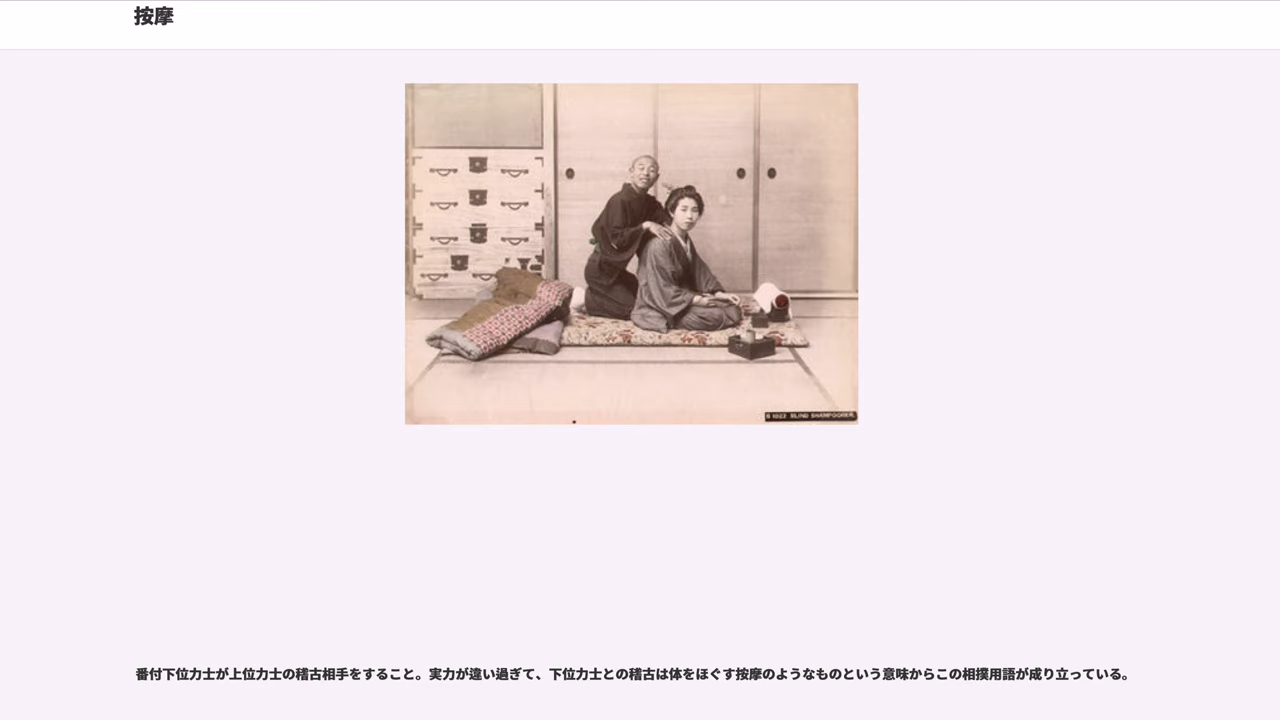 按摩
S 1022 BLIND SHAMPOOER.
番付下位力士が上位力士の稽古相手をすること。実力が違い過ぎて、下位力士との稽古は体をほぐす按摩のようなものという意味からこの相撲用語が成り立っている。